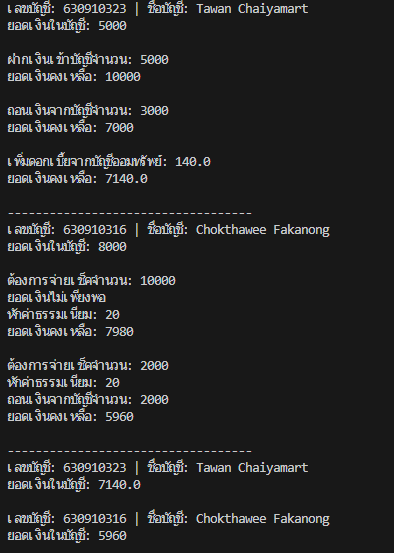 เลขบัญชี: 630910323 | ชื่อบัญชี: Tawan Chaiyamart
ยอดเงินในบัญชี: 5000
ฝากเงินเข้าบัญชีจำนวน: 5000
ยอดเงินคงเหลือ: 10000
ถอนเงินจากบัญชีจำนวน: 3000
ยอดเงินคงเหลือ: 7000
เพิ่มดอกเบี้ยจากบัญชีออมทรัพย์: 140.0
ยอดเงินคงเหลือ: 7140.0
-----------------------------------
เลขบัญชี: 630910316 | ชื่อบัญชี: Chokthawee Fakanong
ยอดเงินในบัญชี: 8000
ต้องการจ่ายเช็คจำนวน: 10000
ยอดเงินไม่เพียงพอ
หักค่าธรรมเนียม: 20
ยอดเงินคงเหลือ: 7980
ต้องการจ่ายเช็คจำนวน: 2000
หักค่าธรรมเนียม: 20
ถอนเงินจากบัญชีจำนวน: 2000
ยอดเงินคงเหลือ: 5960
-----------------------------------
เลขบัญชี: 630910323 | ชื่อบัญชี: Tawan Chaiyamart
ยอดเงินในบัญชี: 7140.0
เลขบัญชี: 630910316 | ชื่อบัญชี: Chokthawee Fakanong
ยอดเงินในบัญชี: 5960